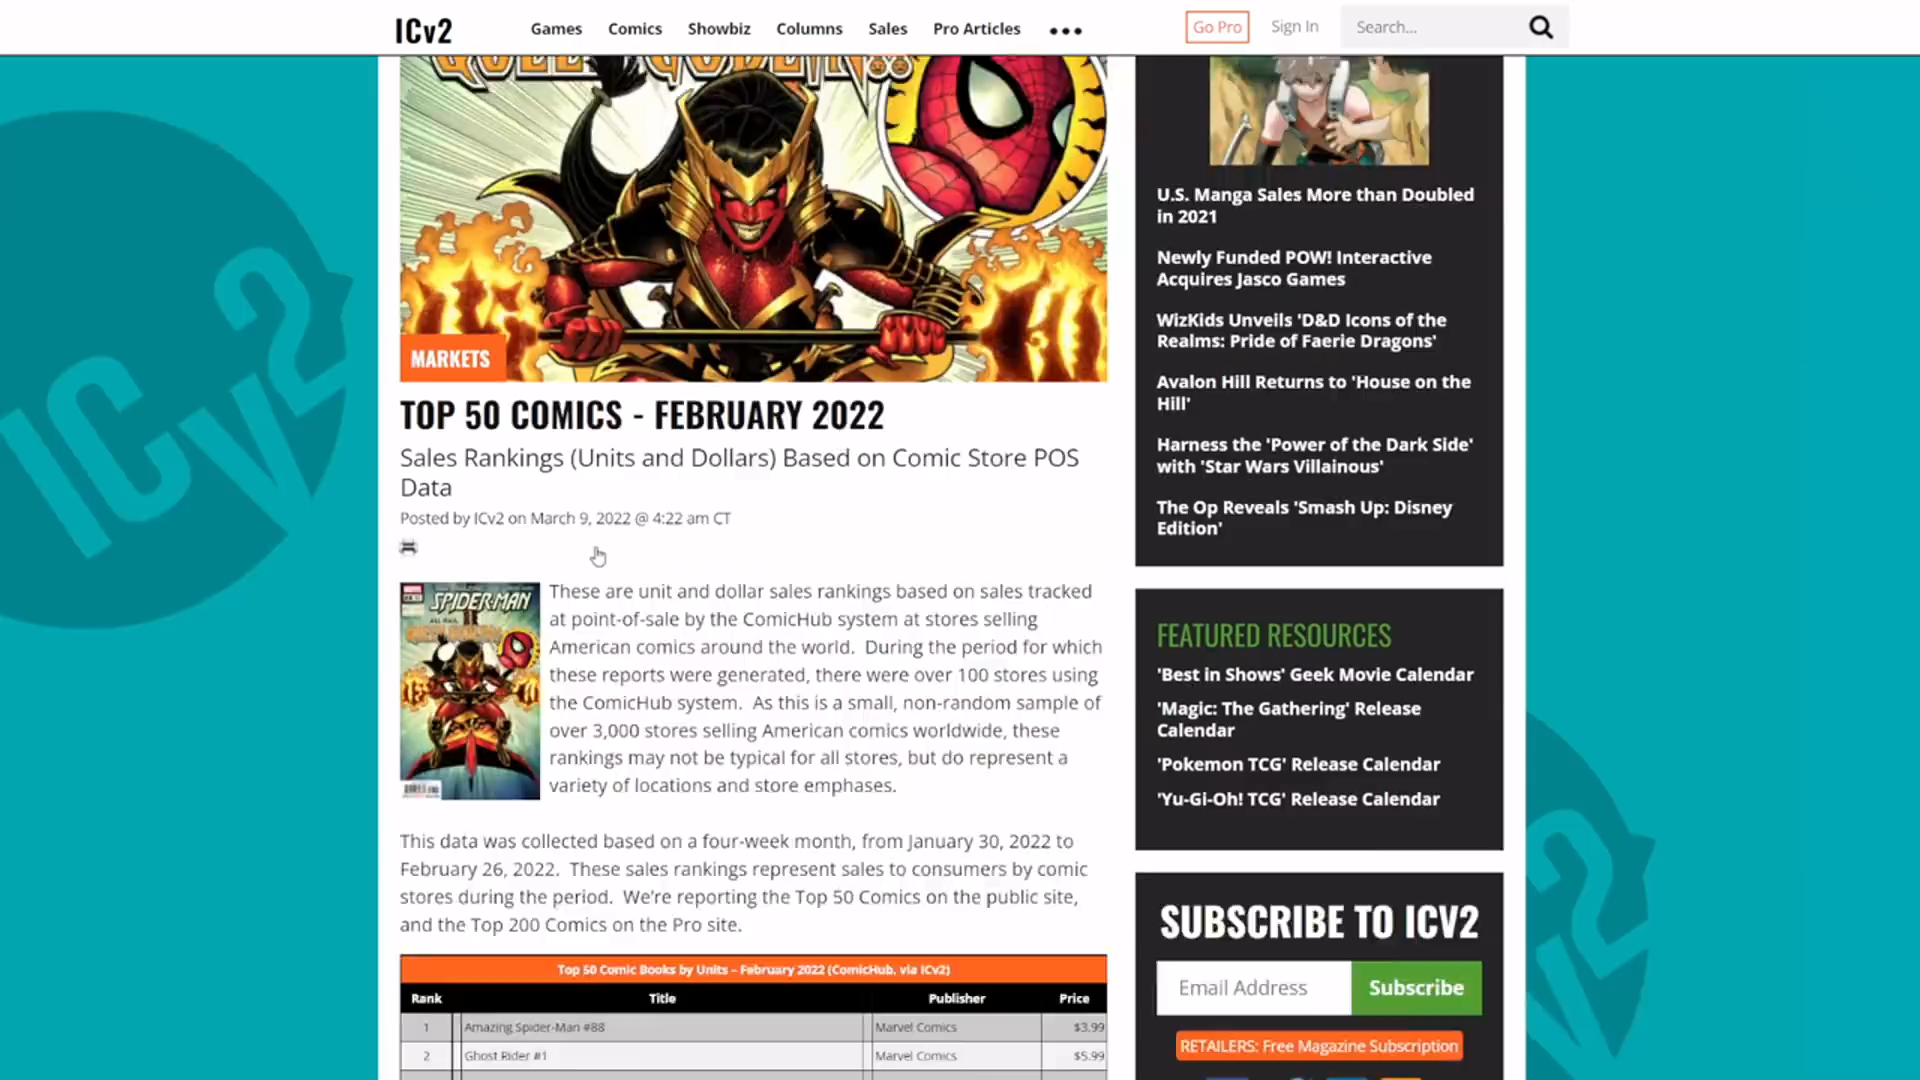 ICv2
Games
Comics
Showbiz
Columns
Sales
Pro Articles
Go Pro
Sign In
Search...
MARKETS
TOP 50 COMICS - FEBRUARY 2022
Sales Rankings (Units and Dollars) Based on Comic Store POS
Data
Posted by ICv2 on March 9, 2022 @ 4:22 am CT
SPIDER-MAN
These are unit and dollar sales rankings based on sales tracked
at point-of-sale by the ComicHub system at stores selling
American comics around the world. During the period for which
these reports were generated, there were over 100 stores using
the ComicHub system. As this is a small, non-random sample of
over 3,000 stores selling American comics worldwide, these
rankings may not be typical for all stores, but do represent a
variety of locations and store emphases.
This data was collected based on a four-week month, from January 30, 2022 to
February 26, 2022. These sales rankings represent sales to consumers by comic
stores during the period. We're reporting the Top 50 Comics on the public site,
and the Top 200 Comics on the Pro site.
Top 50 Comic Books by Units – February 2022 (ComicHub, via ICv2)
Rank Title Publisher Price
1 Amazing Spider-Man #88 Marvel Comics $3.99
2 Ghost Rider #1 Marvel Comics $5.99
U.S. Manga Sales More than Doubled
in 2021
Newly Funded POW! Interactive
Acquires Jasco Games
WizKids Unveils 'D&D Icons of the
Realms: Pride of Faerie Dragons'
Avalon Hill Returns to 'House on the
Hill'
Harness the 'Power of the Dark Side'
with 'Star Wars Villainous'
The Op Reveals 'Smash Up: Disney
Edition'
FEATURED RESOURCES
'Best in Shows' Geek Movie Calendar
'Magic: The Gathering' Release
Calendar
'Pokemon TCG' Release Calendar
'Yu-Gi-Oh! TCG' Release Calendar
SUBSCRIBE TO ICV2
Email Address
Subscribe
RETAILERS: Free Magazine Subscription
ICv2